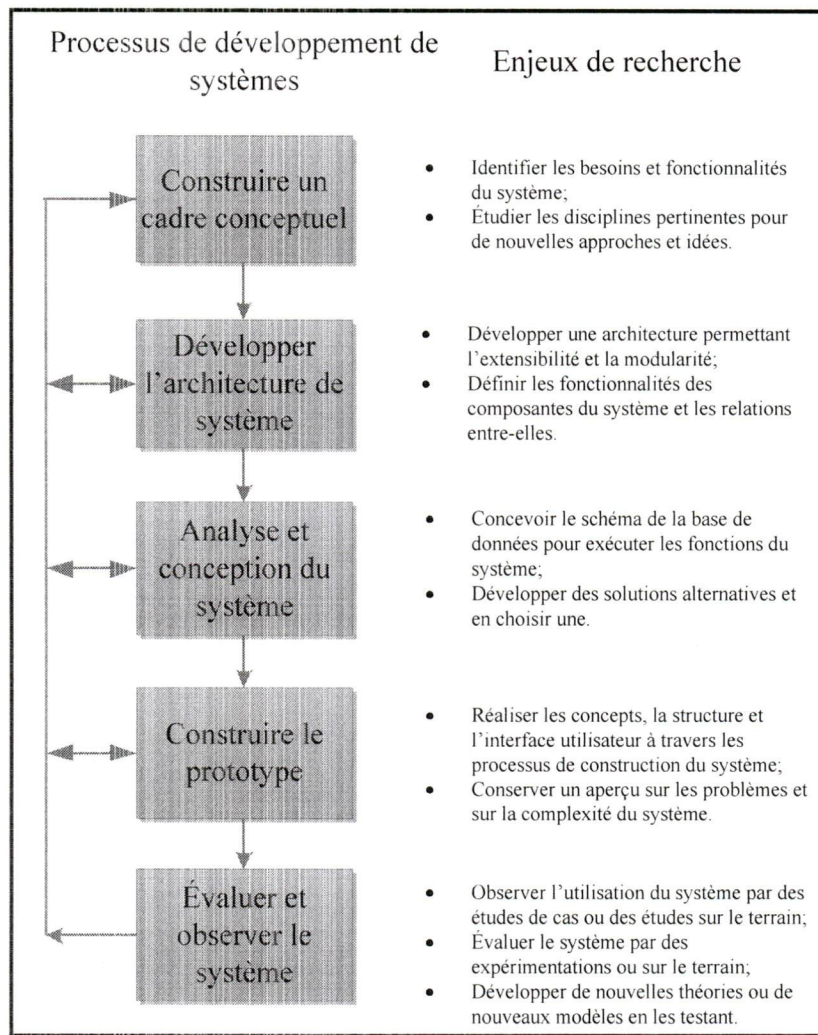 Processus de développement de
systèmes
Enjeux de recherche
Construire un
cadre conceptuel
• Identifier les besoins et fonctionnalités
du système;
• Étudier les disciplines pertinentes pour
de nouvelles approches et idées.
Développer
l'architecture de
système
• Développer une architecture permettant
l'extensibilité et la modularité;
• Définir les fonctionnalités des
composantes du système et les relations
entre-elles.
Analyse et
conception du
système
• Concevoir le schéma de la base de
données pour exécuter les fonctions du
système;
• Développer des solutions alternatives et
en choisir une.
Construire le
prototype
• Réaliser les concepts, la structure et
l'interface utilisateur à travers les
processus de construction du système;
• Conserver un aperçu sur les problèmes et
sur la complexité du système.
Évaluer et
observer le
système
• Observer l'utilisation du système par des
études de cas ou des études sur le terrain;
• Évaluer le système par des
expérimentations ou sur le terrain;
• Développer de nouvelles théories ou de
nouveaux modèles en les testant.